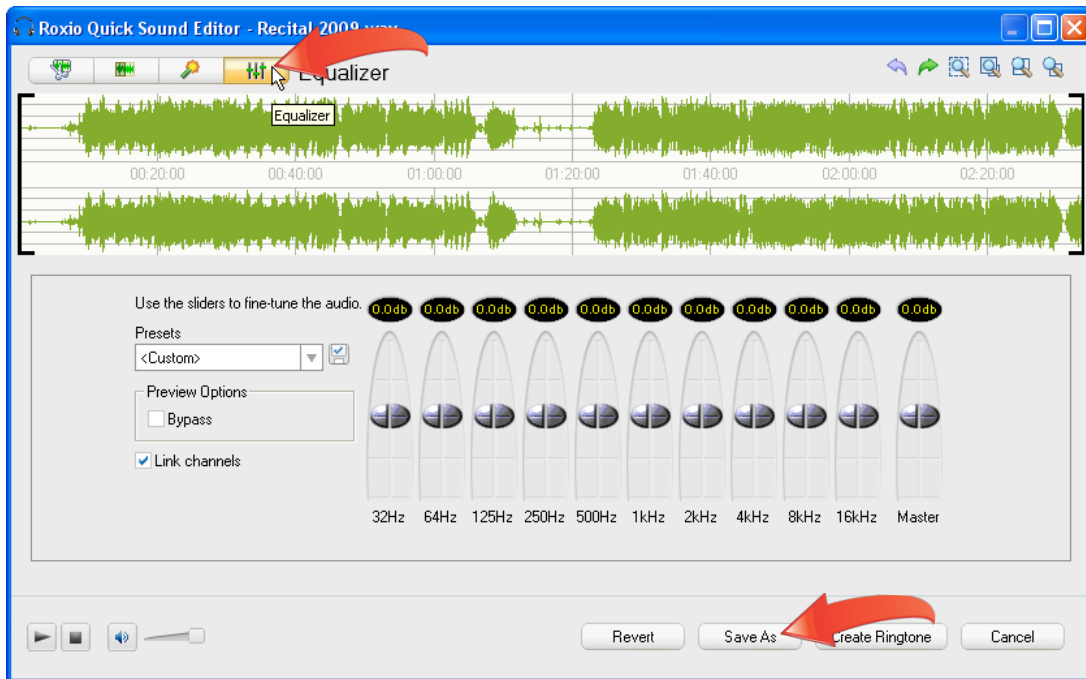 Roxio Quick Sound Editor - Recital 2009.wav
Equalizer
Equalizer
00:20:00 00:40:00 01:00:00 01:20:00 01:40:00 02:00:00 02:20:00
Use the sliders to fine-tune the audio.
0.0db 0.0db 0.0db 0.0db 0.0db 0.0db 0.0db 0.0db 0.0db 0.0db 0.0db
Presets
<Custom>
Preview Options
Bypass
Link channels
32Hz 64Hz 125Hz 250Hz 500Hz 1kHz 2kHz 4kHz 8kHz 16kHz Master
Revert Save As Create Ringtone Cancel